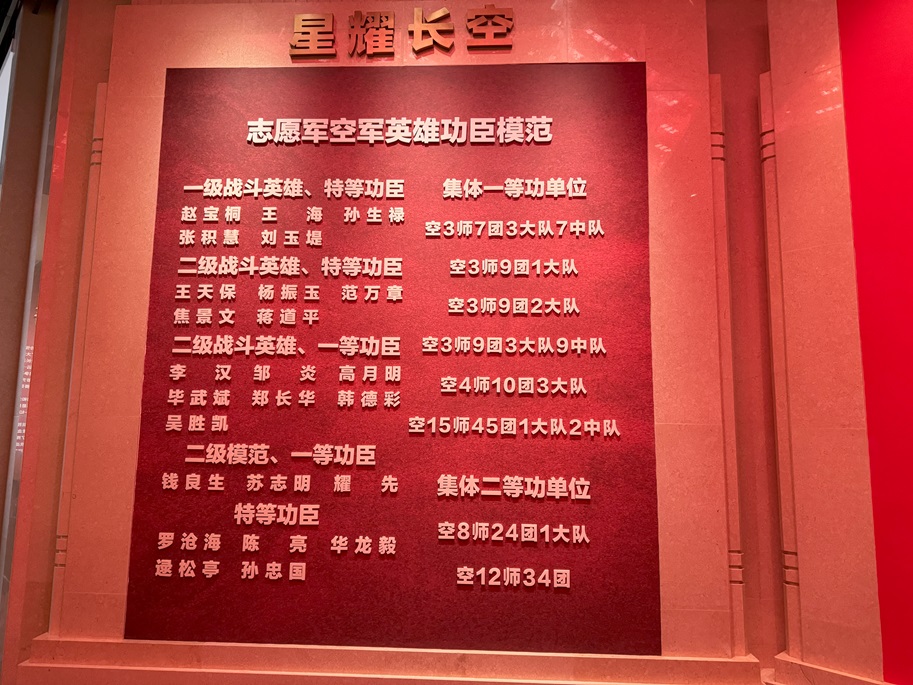 星耀长空
志愿军空军英雄功臣模范
一级战斗英雄、特等功臣
赵宝桐 王 海 孙生禄
张积慧 刘玉堤
二级战斗英雄、特等功臣
王天保 杨振玉 范万章
焦景文 蒋道平
二级战斗英雄、一等功臣
李 汉 邹 炎 高月明
毕武斌 郑长华 韩德彩
吴胜凯
二级模范、一等功臣
钱良生 苏志明 耀 先
特等功臣
罗沧海 陈 亮 华龙毅
逯松亭 孙忠国
集体一等功单位
空3师7团3大队7中队
空3师9团1大队
空3师9团2大队
空3师9团3大队9中队
空4师10团3大队
空15师45团1大队2中队
集体二等功单位
空8师24团1大队
空12师34团